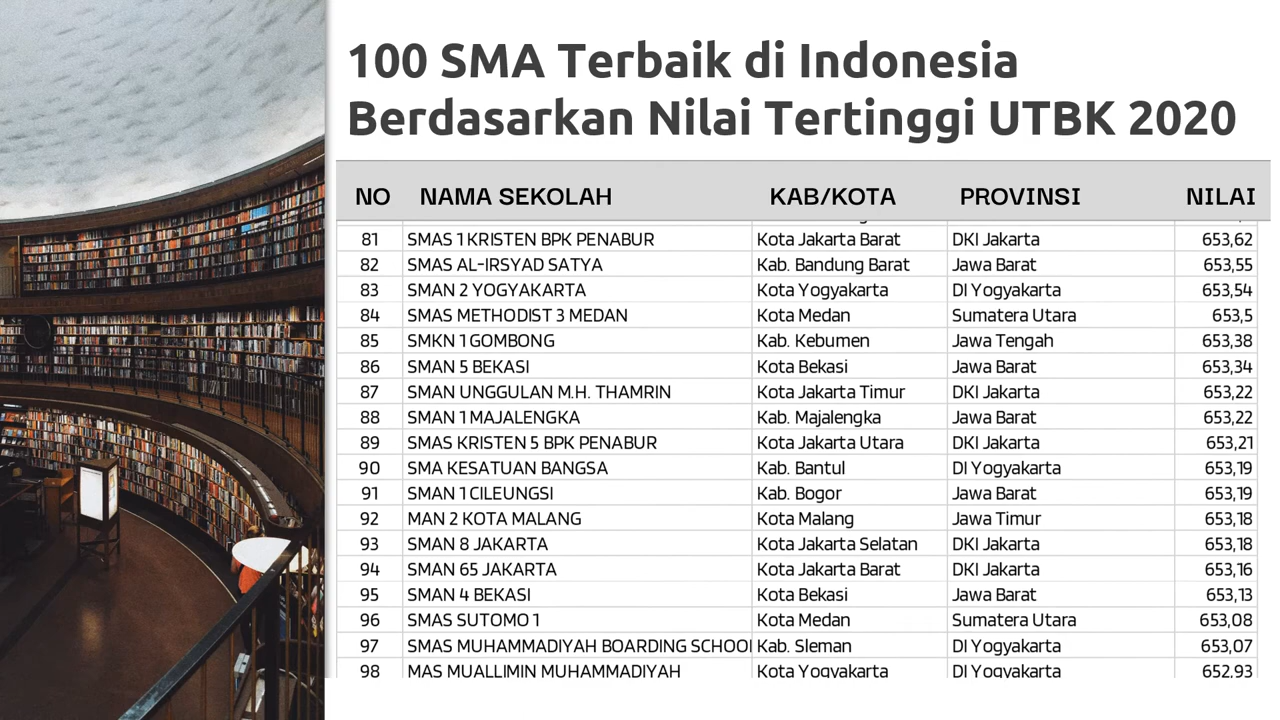 100 SMA Terbaik di Indonesia
Berdasarkan Nilai Tertinggi UTBK 2020
NO NAMA SEKOLAH KAB/KOTA PROVINSI NILAI
81 SMAS 1 KRISTEN BPK PENABUR Kota Jakarta Barat DKI Jakarta 653,62
82 SMAS AL-IRSYAD SATYA Kab. Bandung Barat Jawa Barat 653,55
83 SMAN 2 YOGYAKARTA Kota Yogyakarta DI Yogyakarta 653,54
84 SMAS METHODIST 3 MEDAN Kota Medan Sumatera Utara 653,5
85 SMKN 1 GOMBONG Kab. Kebumen Jawa Tengah 653,38
86 SMAN 5 BEKASI Kota Bekasi Jawa Barat 653,34
87 SMAN UNGGULAN M.H. THAMRIN Kota Jakarta Timur DKI Jakarta 653,22
88 SMAN 1 MAJALENGKA Kab. Majalengka Jawa Barat 653,22
89 SMAS KRISTEN 5 BPK PENABUR Kota Jakarta Utara DKI Jakarta 653,21
90 SMA KESATUAN BANGSA Kab. Bantul DI Yogyakarta 653,19
91 SMAN 1 CILEUNGSI Kab. Bogor Jawa Barat 653,19
92 MAN 2 KOTA MALANG Kota Malang Jawa Timur 653,18
93 SMAN 8 JAKARTA Kota Jakarta Selatan DKI Jakarta 653,18
94 SMAN 65 JAKARTA Kota Jakarta Barat DKI Jakarta 653,16
95 SMAN 4 BEKASI Kota Bekasi Jawa Barat 653,13
96 SMAS SUTOMO 1 Kota Medan Sumatera Utara 653,08
97 SMAS MUHAMMADIYAH BOARDING SCHOOL Kab. Sleman DI Yogyakarta 653,07
98 MAS MUALLIMIN MUHAMMADIYAH Kota Yogyakarta DI Yogyakarta 652,93